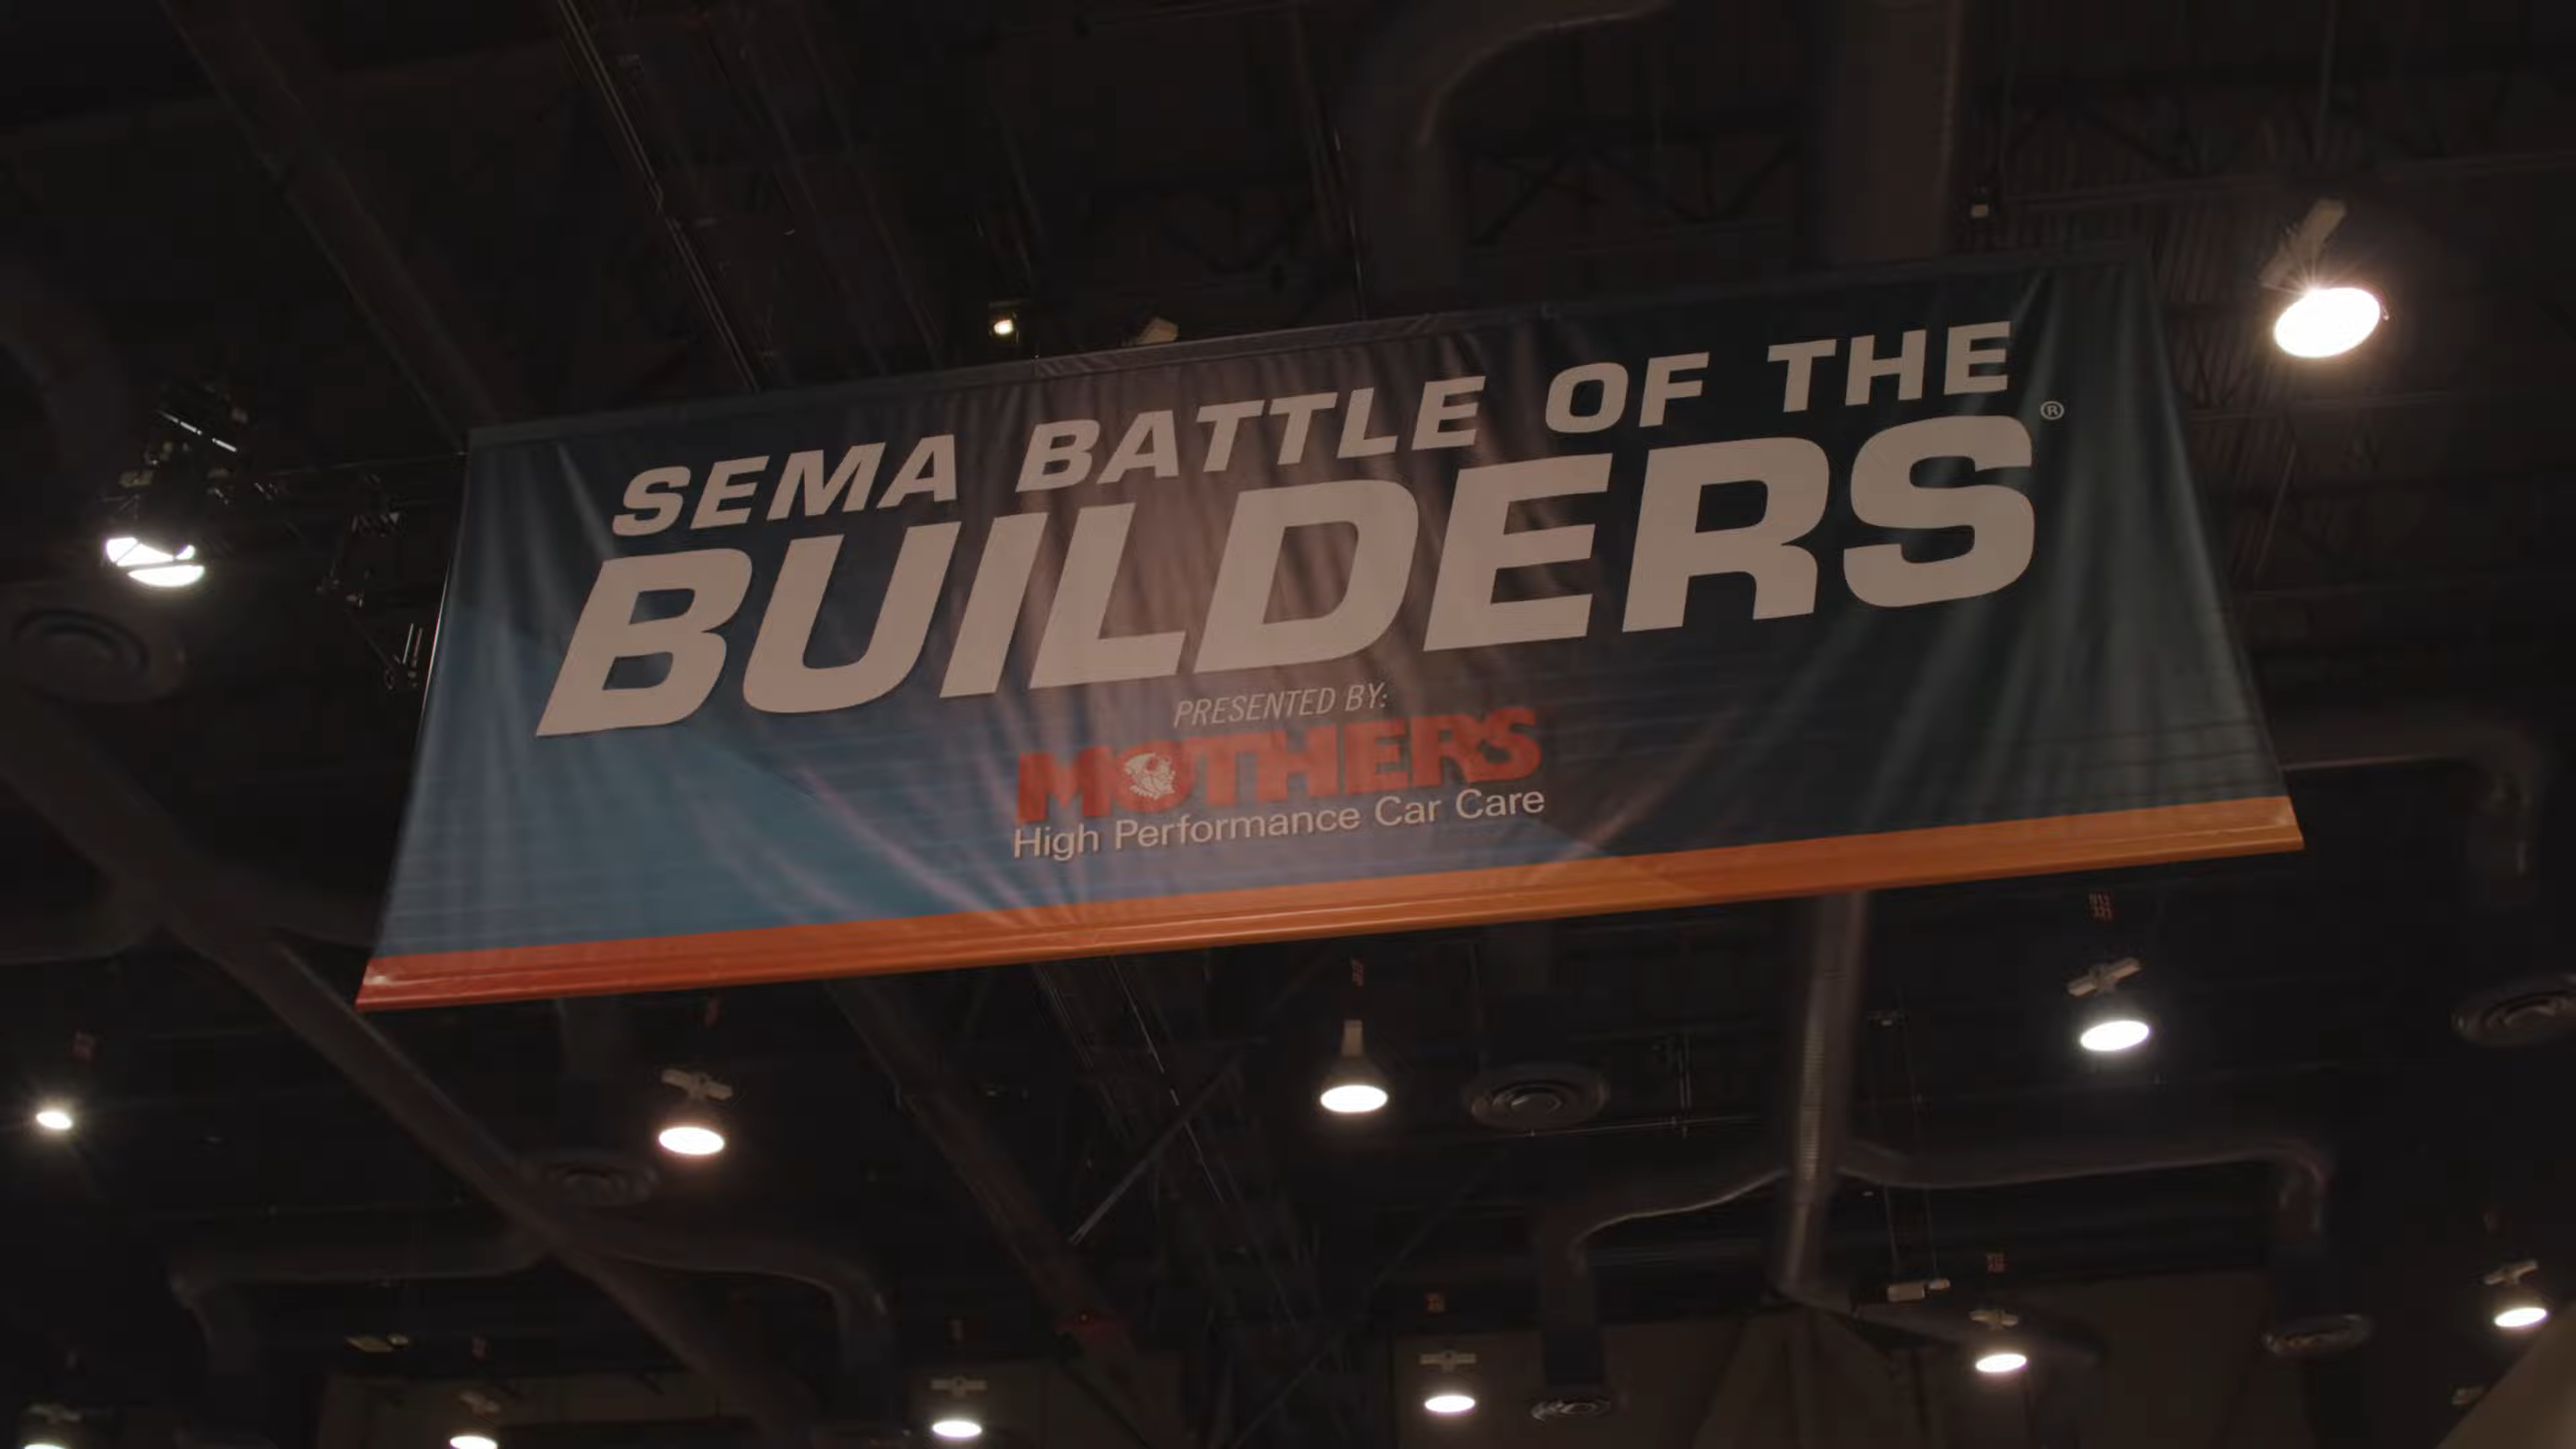 SEMA BATTLE OF THE
BUILDERS®
PRESENTED BY:
MOTHERS
High Performance Car Care